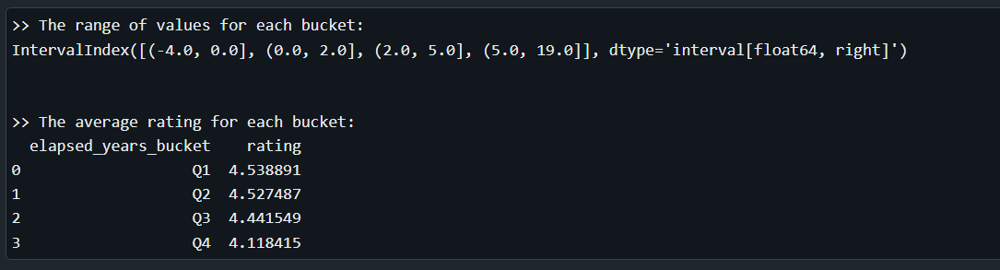 >> The range of values for each bucket:
IntervalIndex([(-4.0, 0.0], (0.0, 2.0], (2.0, 5.0], (5.0, 19.0]], dtype='interval[float64, right]')
>> The average rating for each bucket:
elapsed_years_bucket rating
0 Q1 4.538891
1 Q2 4.527487
2 Q3 4.441549
3 Q4 4.118415